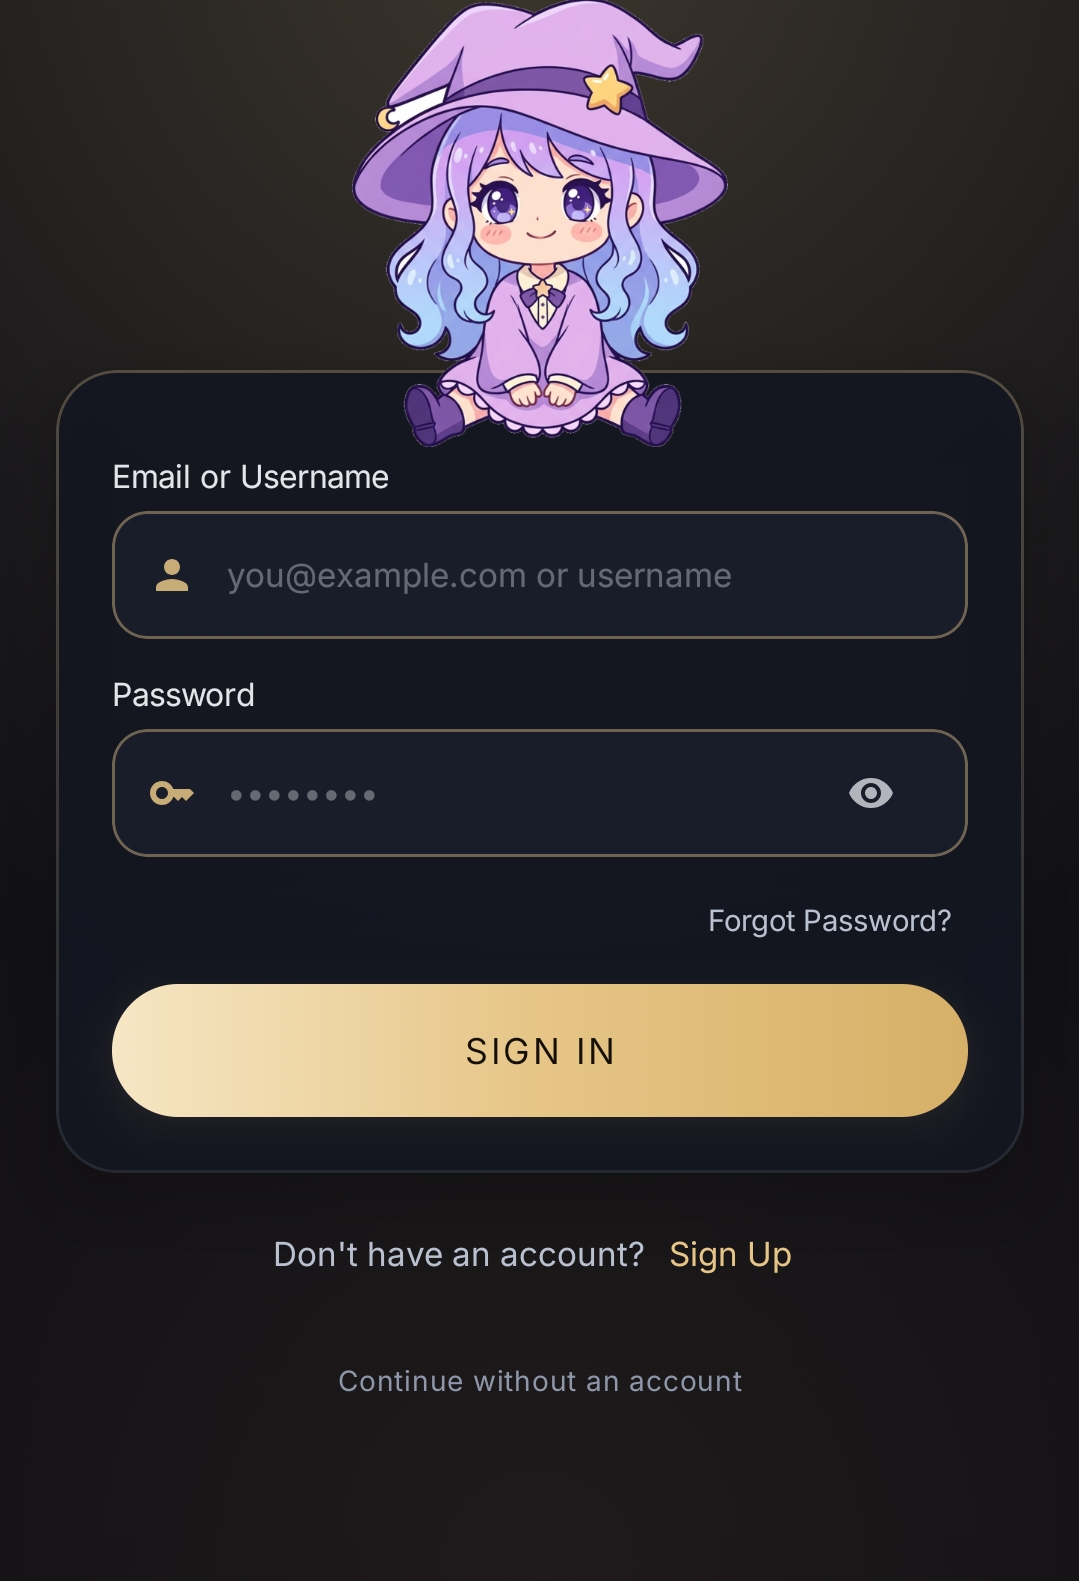 Email or Username
you@example.com or username
Password
••••••••
Forgot Password?
SIGN IN
Don't have an account? Sign Up
Continue without an account